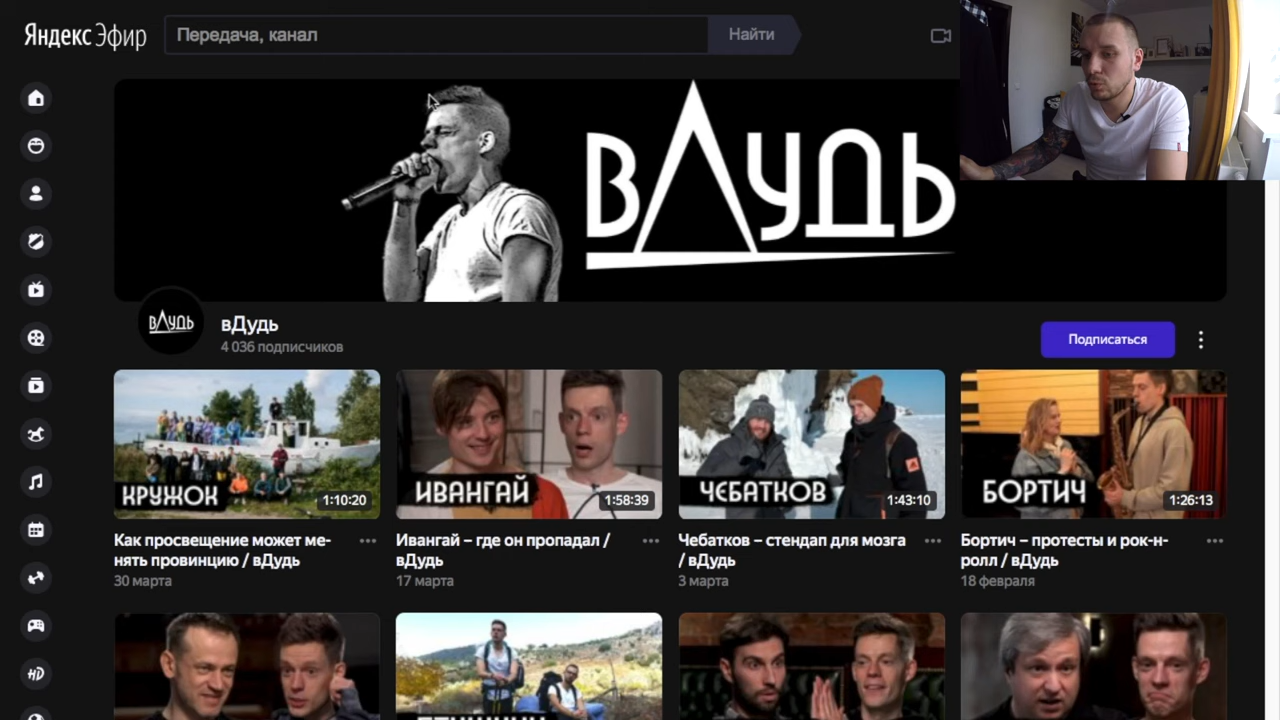 Яндекс Эфир
Передача, канал
Найти
вДудь
вДудь
вДудь
4 036 подписчиков
Подписаться
КРУЖОК
1:10:20
ИВАНГАЙ
1:58:39
ЧЕБАТКОВ
1:43:10
БОРТИЧ
1:26:13
Как просвещение может ме-
нять провинцию / вДудь
30 марта
Ивангай – где он пропадал /
вДудь
17 марта
Чебатков – стендап для мозга
/ вДудь
3 марта
Бортич – протесты и рок-н-
ролл / вДудь
18 февраля
HD